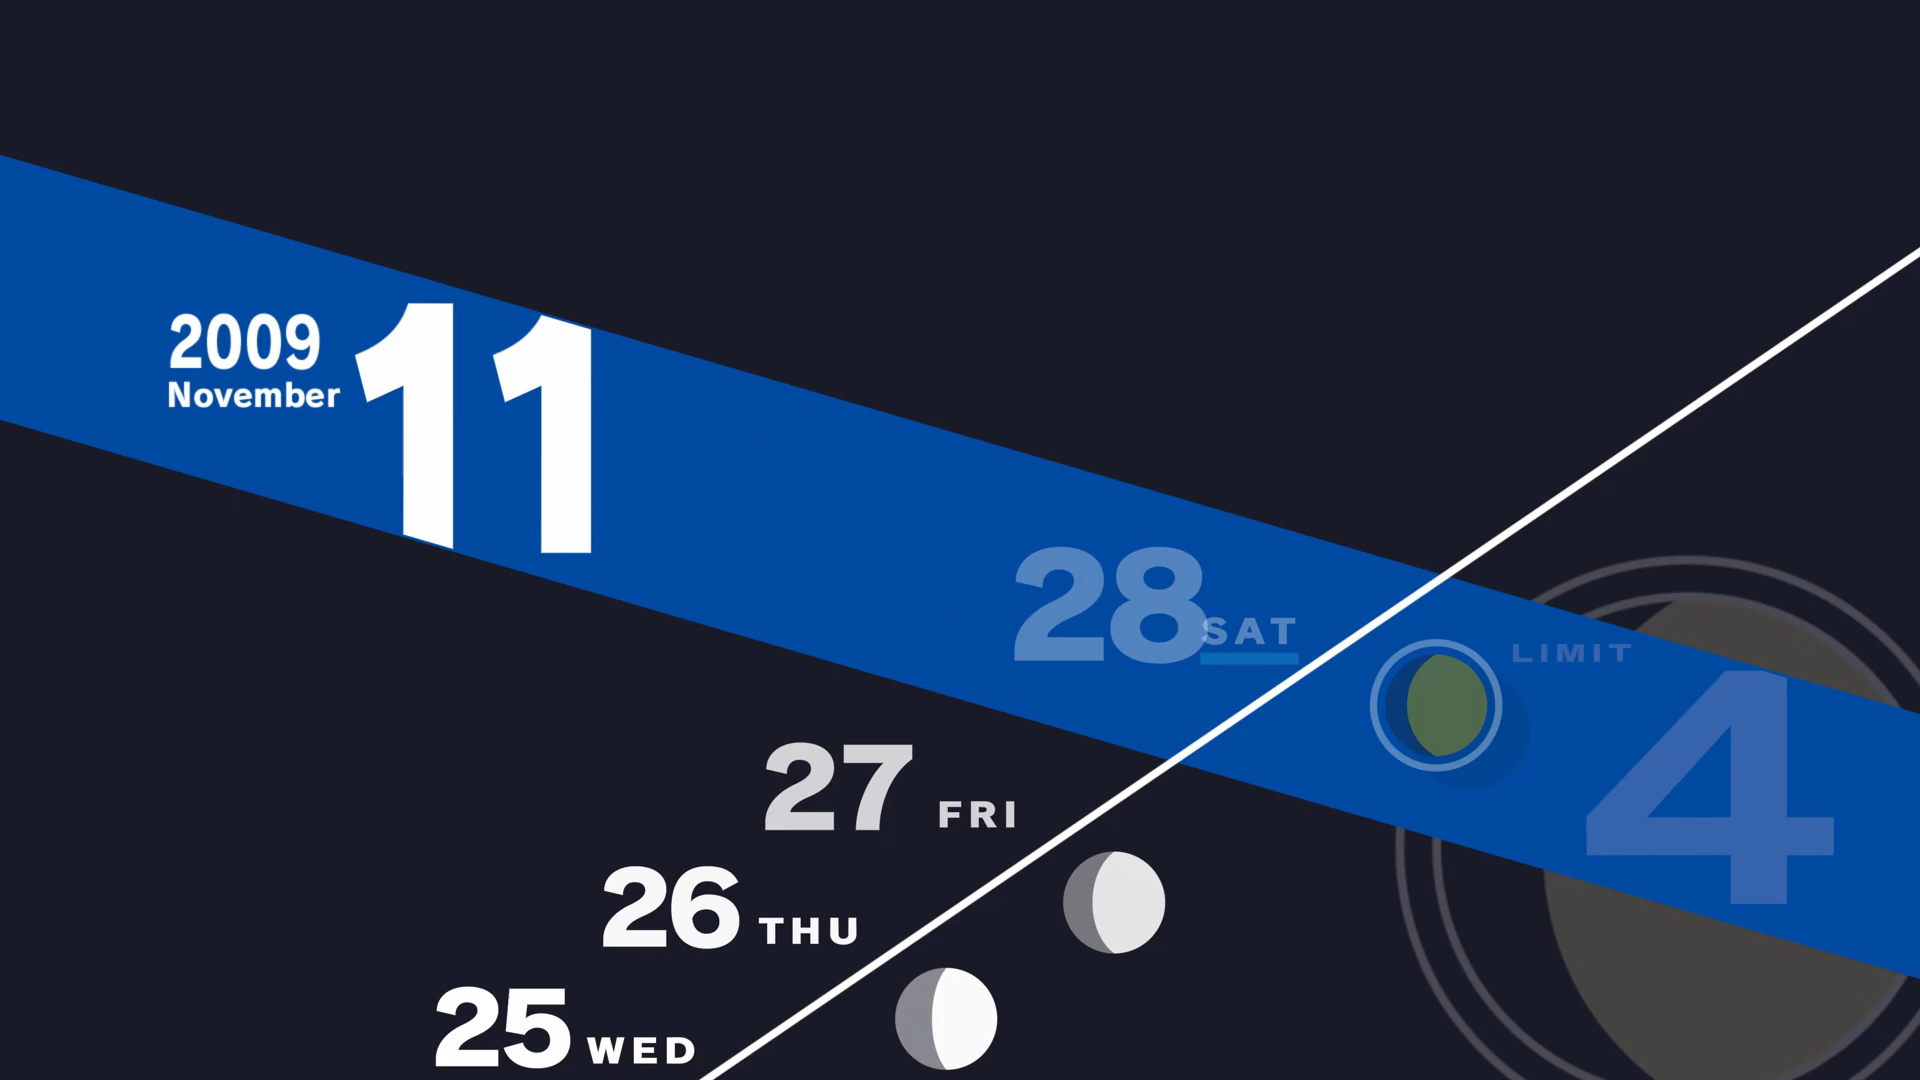 2009
November
11
28 SAT
LIMIT
4
27 FRI
26 THU
25 WED